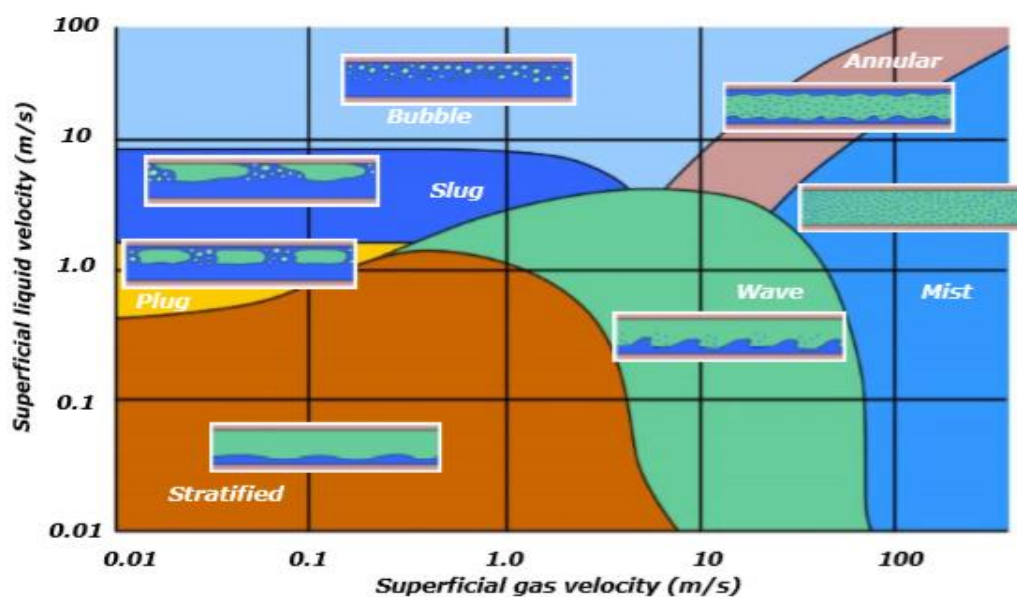 100
Annular
Bubble
10
Slug
1.0
Plug
Wave
Mist
0.1
Stratified
0.01
0.01
0.1
1.0
10
100
Superficial liquid velocity (m/s)
Superficial gas velocity (m/s)